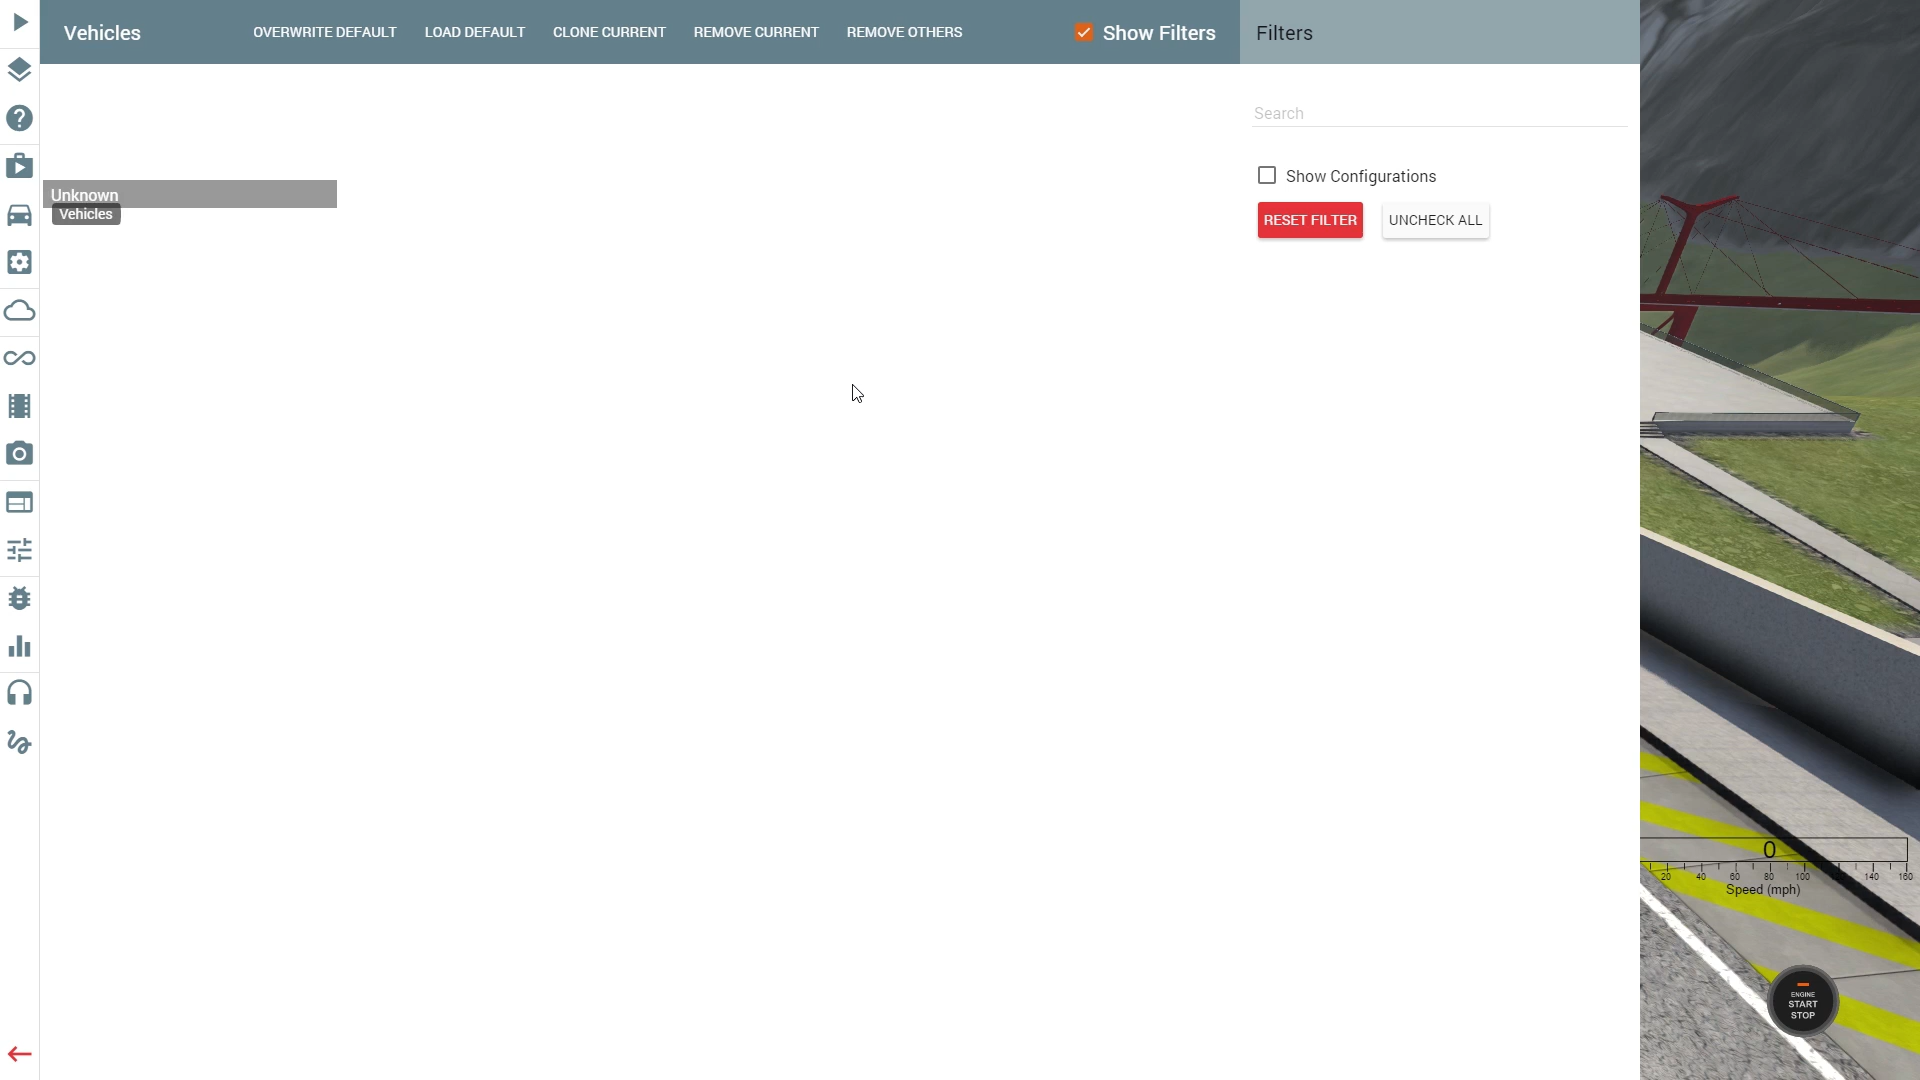 Vehicles
OVERWRITE DEFAULT
LOAD DEFAULT
CLONE CURRENT
REMOVE CURRENT
REMOVE OTHERS
Show Filters
Filters
Search
Show Configurations
Unknown
Vehicles
RESET FILTER
UNCHECK ALL
0
20 40 60 80 100 140 160
Speed (mph)
ENGINE
START
STOP